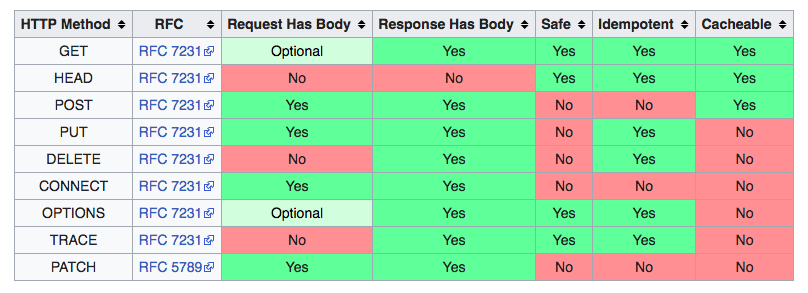 HTTP Method RFC Request Has Body Response Has Body Safe Idempotent Cacheable
GET RFC 7231 Optional Yes Yes Yes Yes
HEAD RFC 7231 No No Yes Yes Yes
POST RFC 7231 Yes Yes No No Yes
PUT RFC 7231 Yes Yes No Yes No
DELETE RFC 7231 No Yes No Yes No
CONNECT RFC 7231 Yes Yes No No No
OPTIONS RFC 7231 Optional Yes Yes Yes No
TRACE RFC 7231 No Yes Yes Yes No
PATCH RFC 5789 Yes Yes No No No